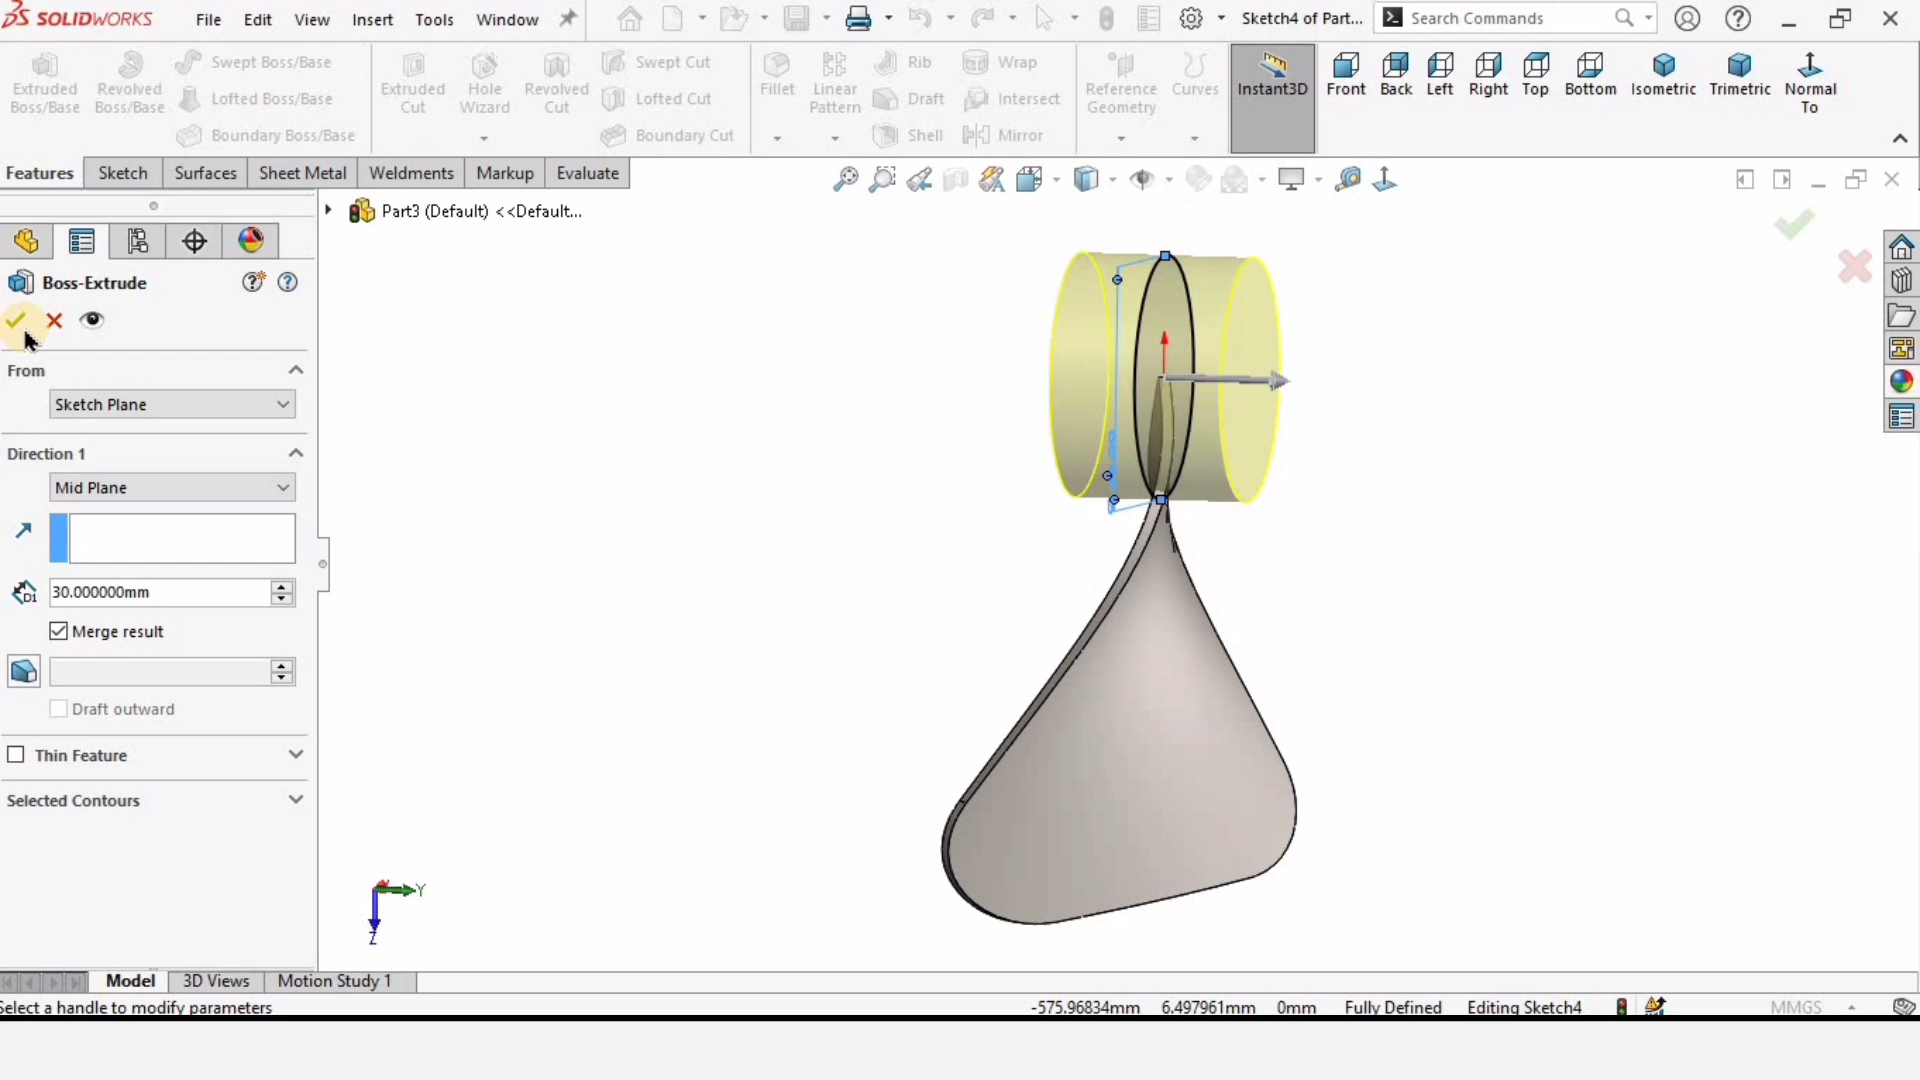 SOLIDWORKS File Edit View Insert Tools Window Sketch4 of Part... Search Commands
Extruded Boss/Base
Revolved Boss/Base
Swept Boss/Base
Lofted Boss/Base
Boundary Boss/Base
Extruded Cut
Hole Wizard
Revolved Cut
Swept Cut
Lofted Cut
Boundary Cut
Fillet
Linear Pattern
Rib
Draft
Shell
Wrap
Intersect
Mirror
Reference Geometry
Curves
Instant3D
Front
Back
Left
Right
Top
Bottom
Isometric
Trimetric
Normal To
Features Sketch Surfaces Sheet Metal Weldments Markup Evaluate
Part3 (Default) <<Default...
Boss-Extrude
From
Sketch Plane
Direction 1
Mid Plane
D1
30.000000mm
Merge result
Draft outward
Thin Feature
Selected Contours
Y
Z
Model 3D Views Motion Study 1
Select a handle to modify parameters -575.96834mm 6.497961mm 0mm Fully Defined Editing Sketch4 MMGS